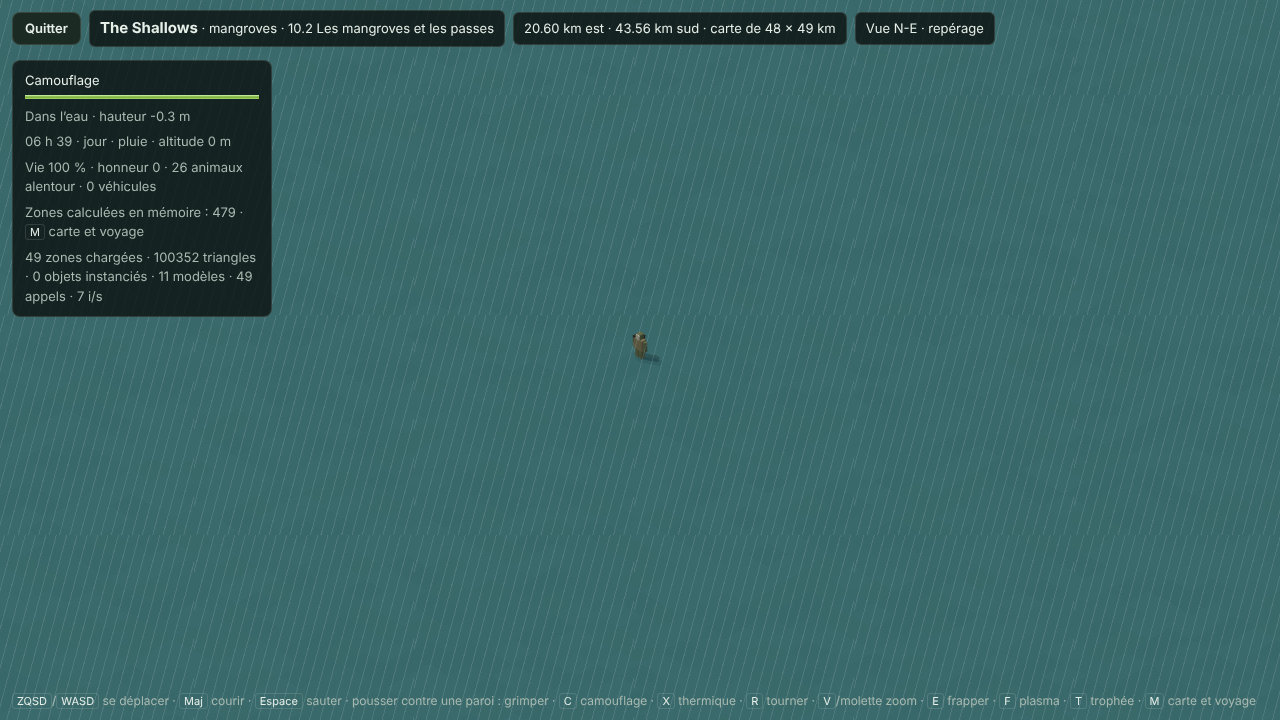 Quitter
The Shallows · mangroves · 10.2 Les mangroves et les passes
20.60 km est · 43.56 km sud · carte de 48 × 49 km
Vue N-E · repérage
Camouflage
Dans l'eau · hauteur -0.3 m
06 h 39 · jour · pluie · altitude 0 m
Vie 100 % · honneur 0 · 26 animaux
alentour · 0 véhicules
Zones calculées en mémoire : 479 ·
M carte et voyage
49 zones chargées · 100352 triangles
· 0 objets instanciés · 11 modèles · 49
appels · 7 i/s
ZQSD / WASD se déplacer · Maj courir · Espace sauter · pousser contre une paroi : grimper · C camouflage · X thermique · R tourner · V /molette zoom · E frapper · F plasma · T trophée · M carte et voyage